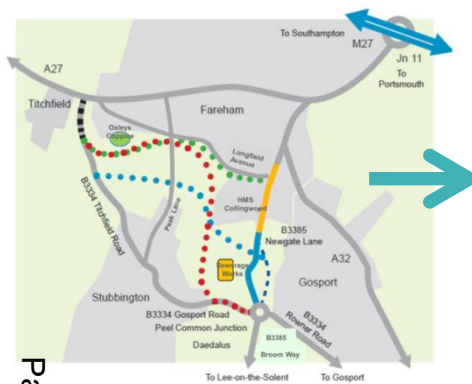 To Southampton
M27
Jn 11
To
Portsmouth
A27
Titchfield
Fareham
Oxleys
Coppice
Longfield
Avenue
HMS
Collingwood
Peak Lane
B3334 Titchfield Road
B3385
Newgate Lane
A32
Sewerage
Works
Gosport
Stubbington
B3334 Gosport Road
Peel Common Junction
Daedalus
B3334
Rowner Road
B3385
Broom Way
To Lee-on-the-Solent
To Gosport